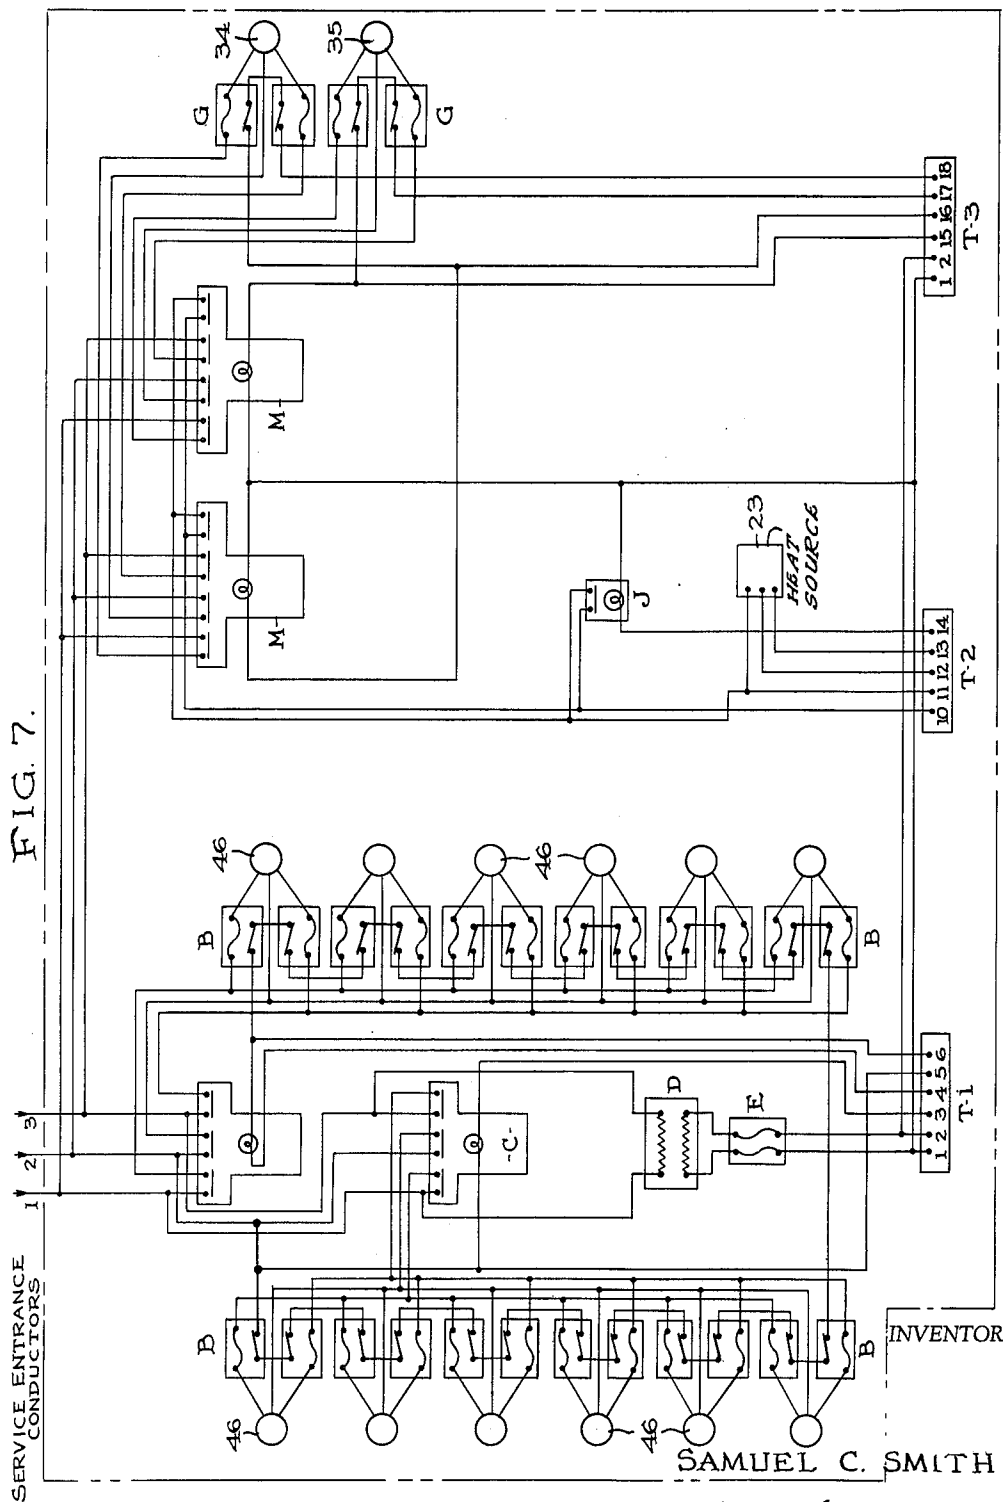 FIG. 7.
SERVICE ENTRANCE
CONDUCTORS
1
2
3
34
35
G
G
M-
M-
J
23
HEAT
SOURCE
1 2 15 16 17 18
T-3
10 11 12 13 14
T-2
46
46
B
B
-C-
D
E
1 2 3 4 5 6
T-1
B
B
46
46
INVENTOR
SAMUEL C. SMITH